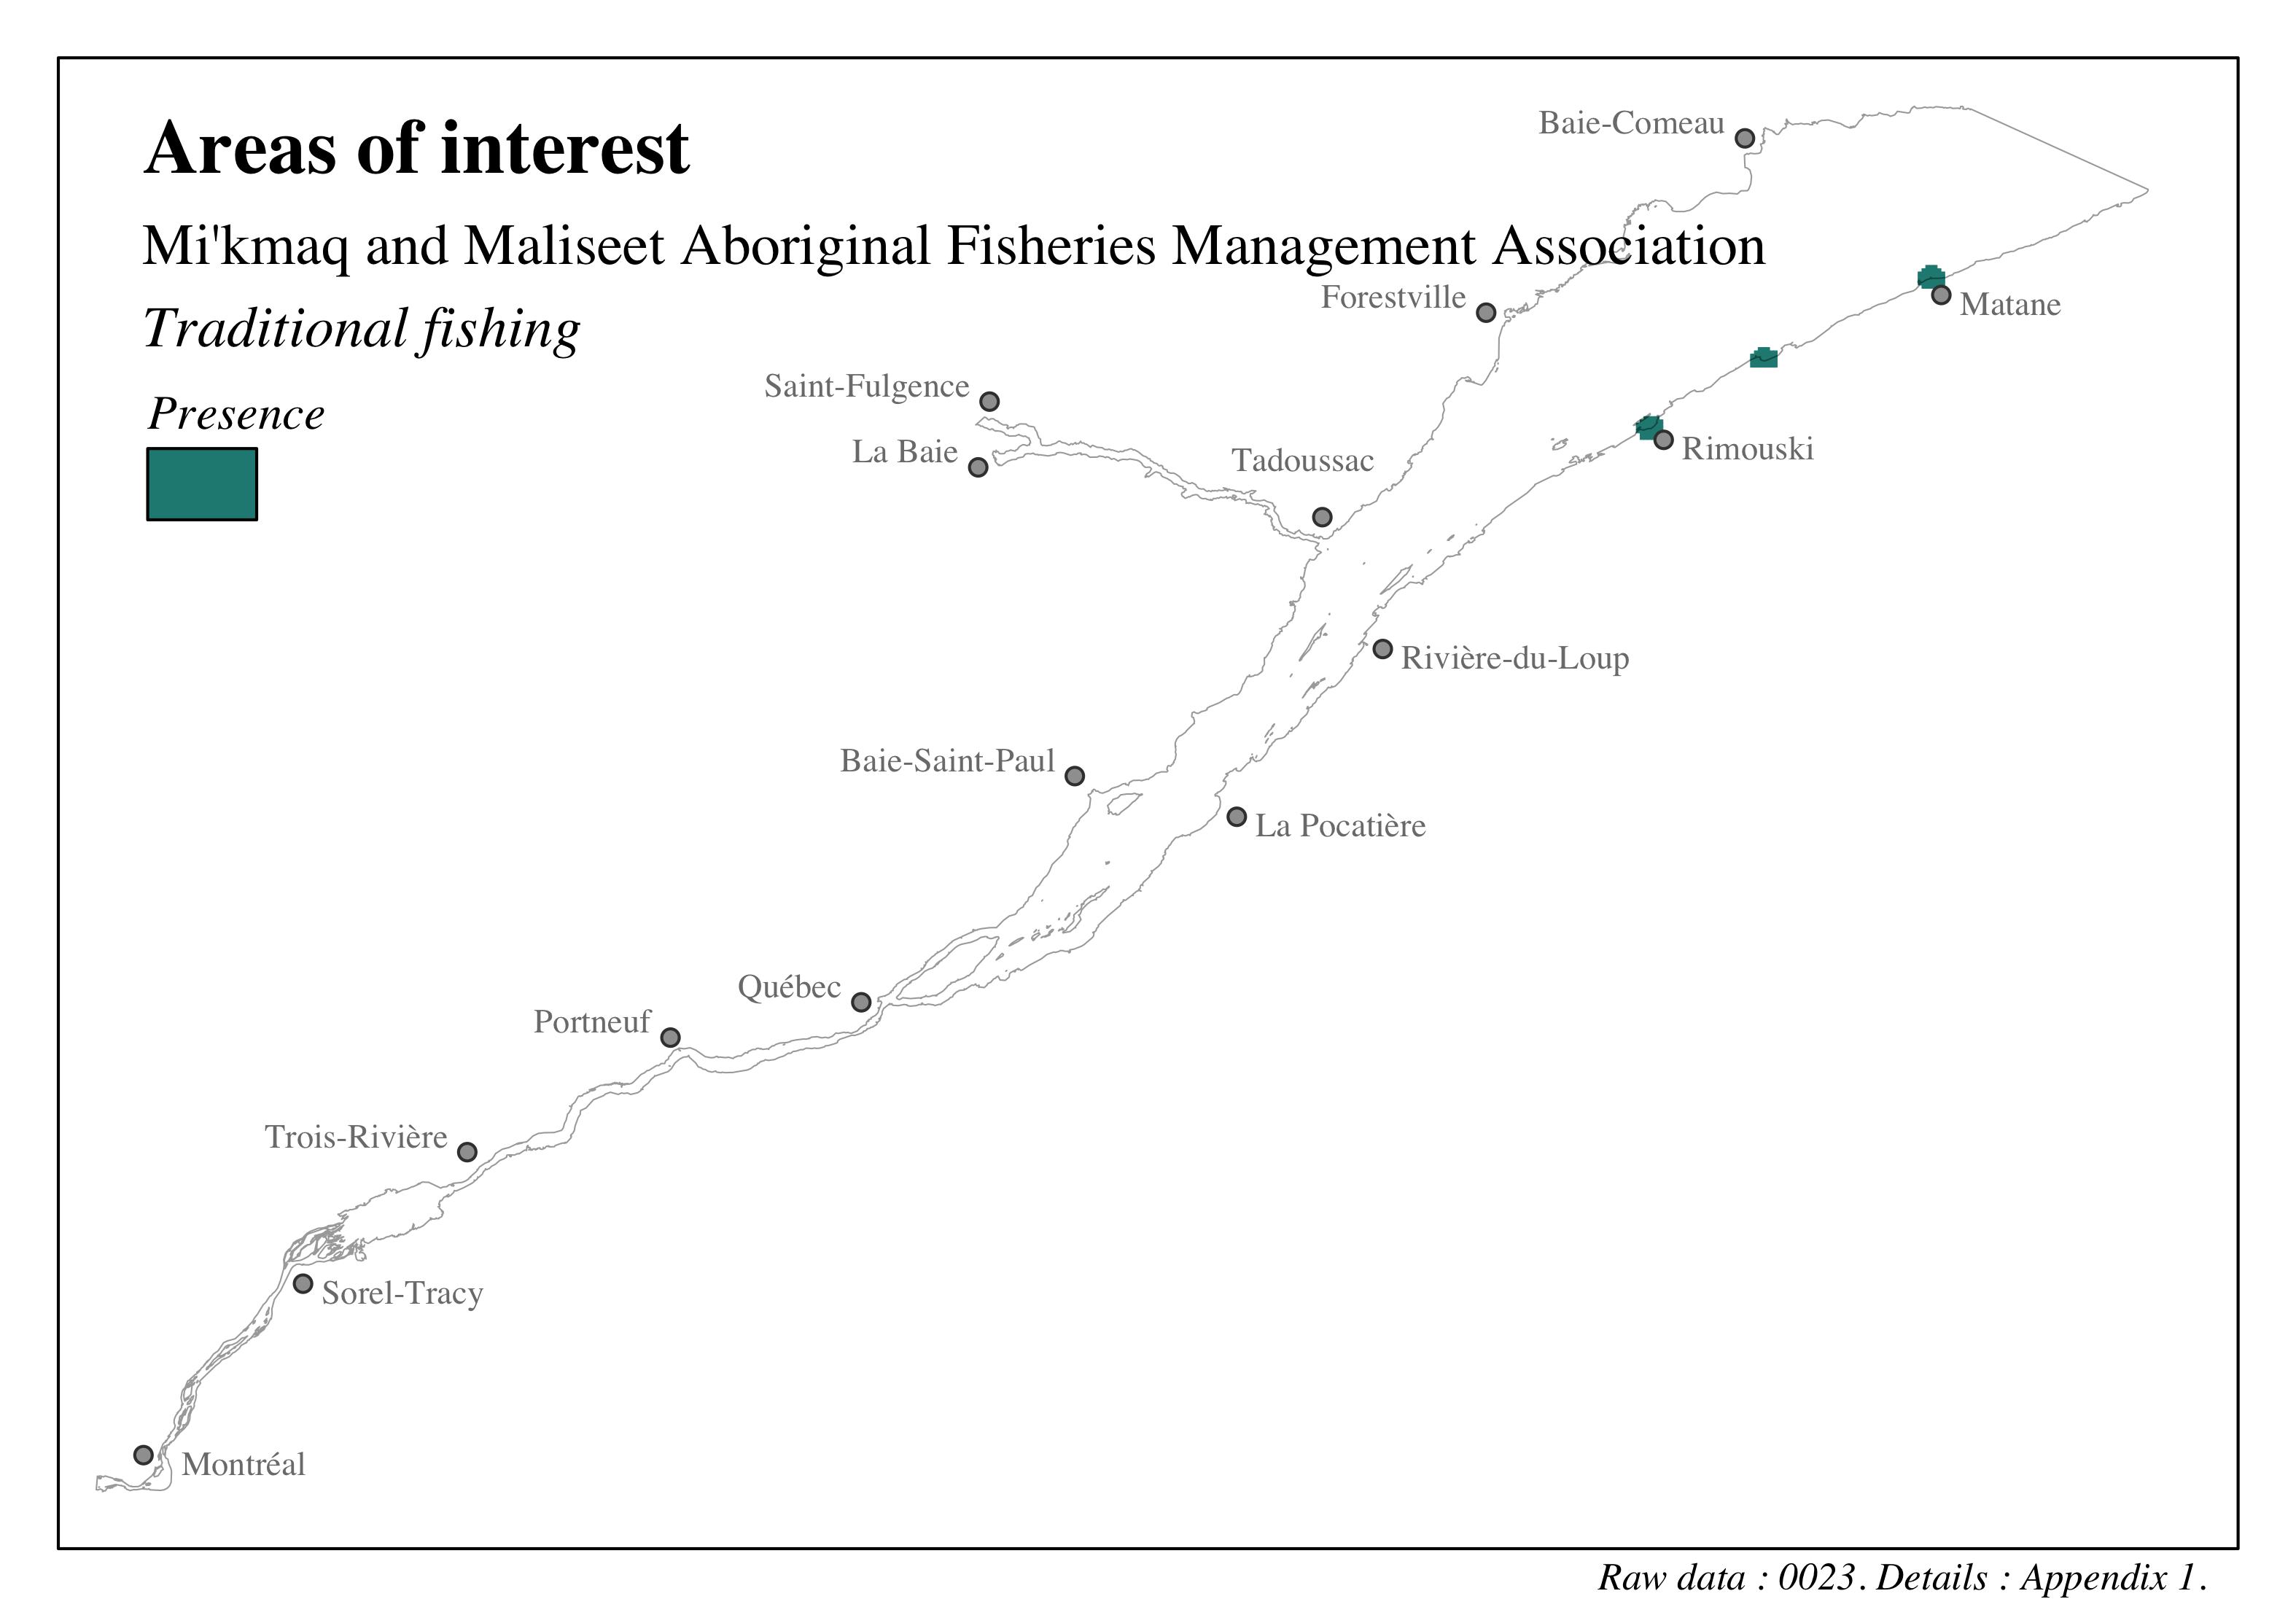 Areas of interest
Mi'kmaq and Maliseet Aboriginal Fisheries Management Association
Traditional fishing
Presence
Baie-Comeau
Forestville
Matane
Saint-Fulgence
La Baie
Tadoussac
Rimouski
Rivière-du-Loup
Baie-Saint-Paul
La Pocatière
Québec
Portneuf
Trois-Rivière
Sorel-Tracy
Montréal
Raw data : 0023. Details : Appendix 1.